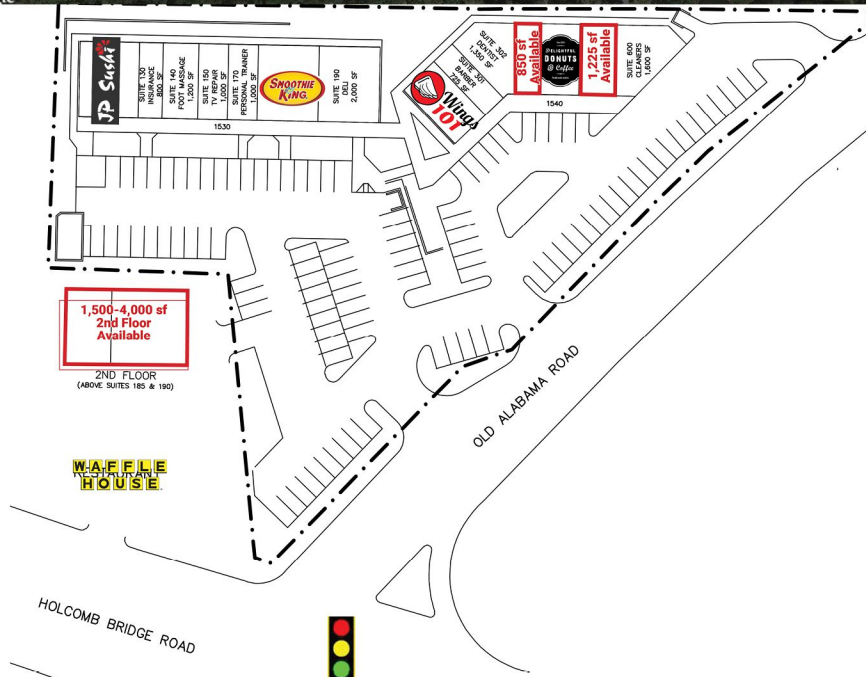 JP Sushi
SUITE 130
INSURANCE
800 SF
SUITE 140
FOOT MASSAGE
1,200 SF
SUITE 150
TV REPAIR
1,000 SF
SUITE 170
PERSONAL TRAINER
1,000 SF
SMOOTHIE
KING
SUITE 190
DELI
2,000 SF
1530
Wings
101
SUITE 301
BARBER
725 SF
SUITE 302
DENTIST
1,350 SF
850 sf
Available
DELIGHTFUL
DONUTS
& Coffee
1,225 sf
Available
SUITE 600
CLEANERS
1,600 SF
1540
1,500-4,000 sf
2nd Floor
Available
2ND FLOOR
(ABOVE SUITES 185 & 190)
RESTAURANT
WAFFLE
HOUSE
OLD ALABAMA ROAD
HOLCOMB BRIDGE ROAD